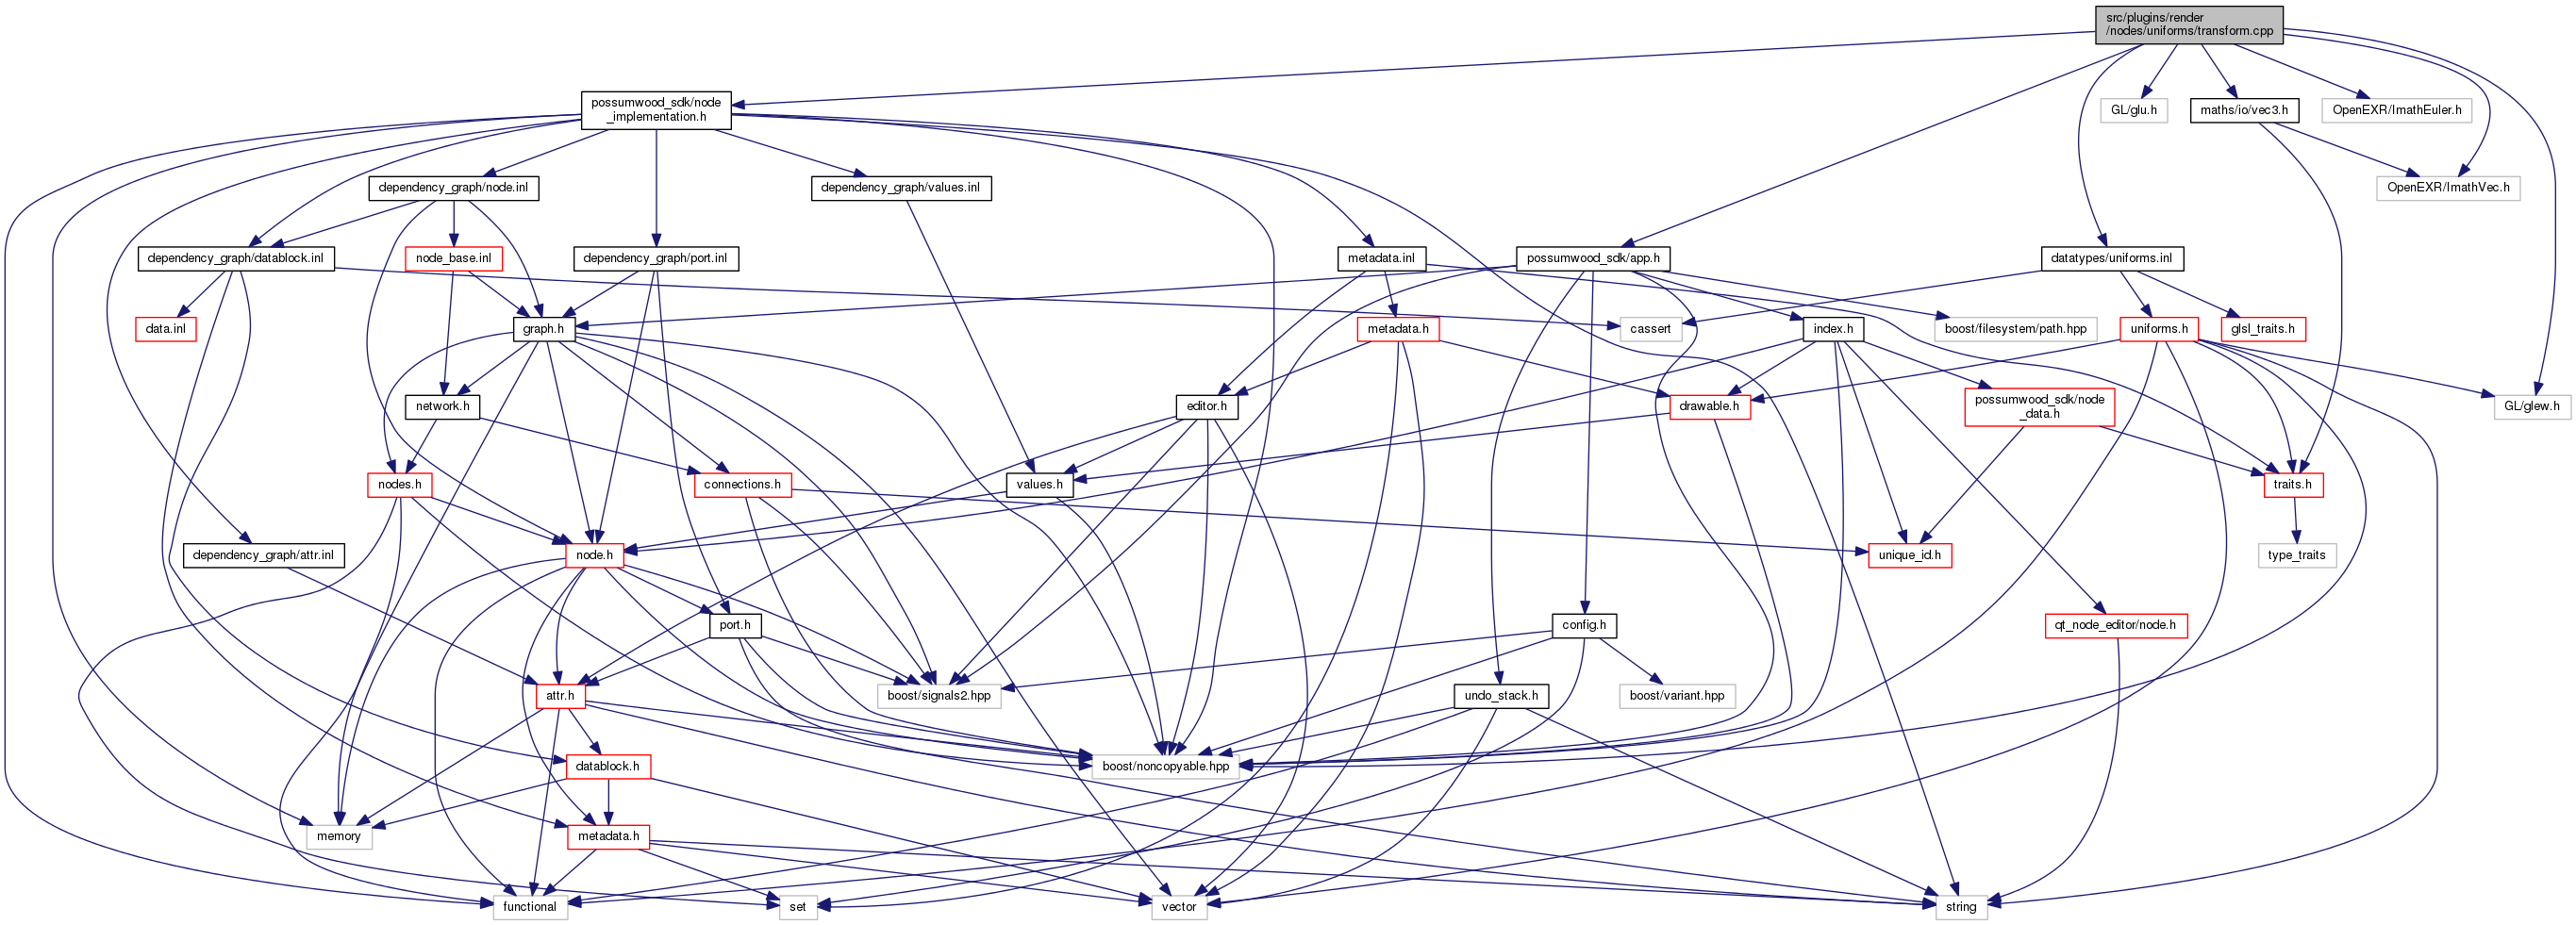 src/plugins/render
/nodes/uniforms/transform.cpp
possumwood_sdk/node
_implementation.h
GL/glu.h
maths/io/vec3.h
OpenEXR/ImathEuler.h
dependency_graph/node.inl
dependency_graph/values.inl
OpenEXR/ImathVec.h
dependency_graph/datablock.inl
node_base.inl
dependency_graph/port.inl
metadata.inl
possumwood_sdk/app.h
datatypes/uniforms.inl
data.inl
graph.h
cassert
metadata.h
index.h
boost/filesystem/path.hpp
uniforms.h
glsl_traits.h
network.h
editor.h
drawable.h
possumwood_sdk/node
_data.h
GL/glew.h
nodes.h
connections.h
values.h
traits.h
dependency_graph/attr.inl
node.h
unique_id.h
type_traits
port.h
config.h
qt_node_editor/node.h
attr.h
boost/signals2.hpp
undo_stack.h
boost/variant.hpp
datablock.h
boost/noncopyable.hpp
memory
metadata.h
functional
set
vector
string